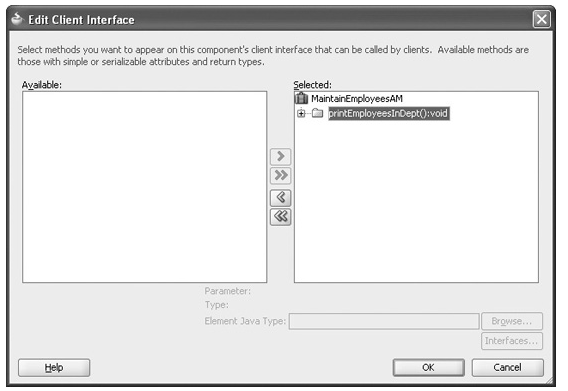 Edit Client Interface
Select methods you want to appear on this component's client interface that can be called by clients. Available methods are
those with simple or serializable attributes and return types.
Available:
Selected:
MaintainEmployeesAM
printEmployeesInDept():void
Parameter:
Type:
Element Java Type:
Browse...
Interfaces...
Help
OK
Cancel